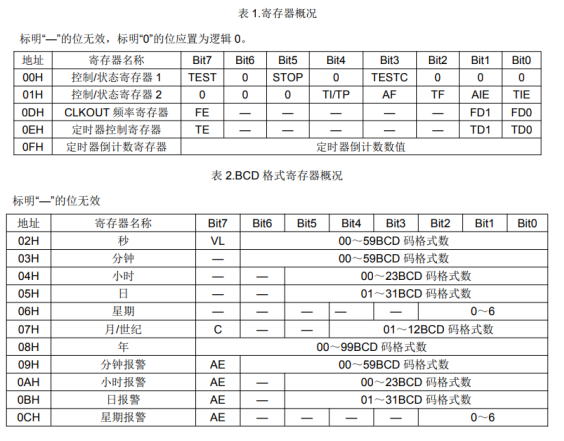 表 1.寄存器概况
标明“—”的位无效，标明“0”的位应置为逻辑 0。
地址 寄存器名称 Bit7 Bit6 Bit5 Bit4 Bit3 Bit2 Bit1 Bit0
00H 控制/状态寄存器 1 TEST 0 STOP 0 TESTC 0 0 0
01H 控制/状态寄存器 2 0 0 0 TI/TP AF TF AIE TIE
0DH CLKOUT 频率寄存器 FE — — — — — FD1 FD0
0EH 定时器控制寄存器 TE — — — — — TD1 TD0
0FH 定时器倒计数寄存器 定时器倒计数数值
表 2.BCD 格式寄存器概况
标明“—”的位无效
地址 寄存器名称 Bit7 Bit6 Bit5 Bit4 Bit3 Bit2 Bit1 Bit0
02H 秒 VL 00～59BCD 码格式数
03H 分钟 — 00～59BCD 码格式数
04H 小时 — — 00～23BCD 码格式数
05H 日 — — 01～31BCD 码格式数
06H 星期 — — — — — 0～6
07H 月/世纪 C — — 01～12BCD 码格式数
08H 年 00～99BCD 码格式数
09H 分钟报警 AE 00～59BCD 码格式数
0AH 小时报警 AE — 00～23BCD 码格式数
0BH 日报警 AE — 01～31BCD 码格式数
0CH 星期报警 AE — — — — 0～6